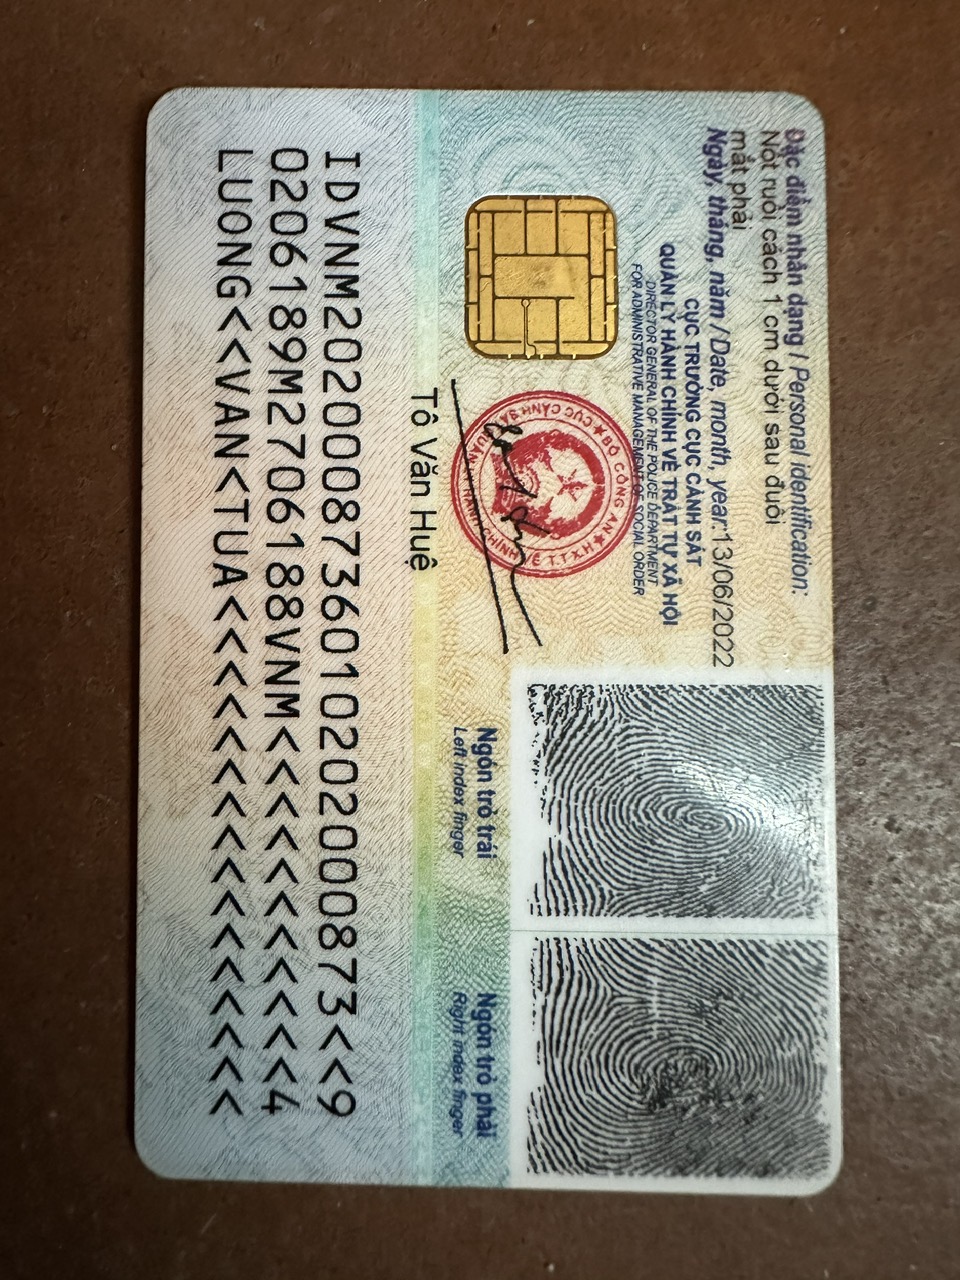 Đặc điểm nhân dạng / Personal identification:
Nốt ruồi cách 1 cm dưới sau đuôi
mắt phải
Ngày, tháng, năm / Date, month, year:13/06/2022
CỤC TRƯỞNG CỤC CẢNH SÁT
QUẢN LÝ HÀNH CHÍNH VỀ TRẬT TỰ XÃ HỘI
DIRECTOR GENERAL OF THE POLICE DEPARTMENT
FOR ADMINISTRATIVE MANAGEMENT OF SOCIAL ORDER
BỘ CÔNG AN
Tô Văn Huệ
Ngón trỏ trái
Left index finger
Ngón trỏ phải
Right index finger
IDVNM2020008736010202000873<<9
0206189M2706188VNM<<<<<<<<<<<4
LUONG<<VAN<TUA<<<<<<<<<<<<<<<<